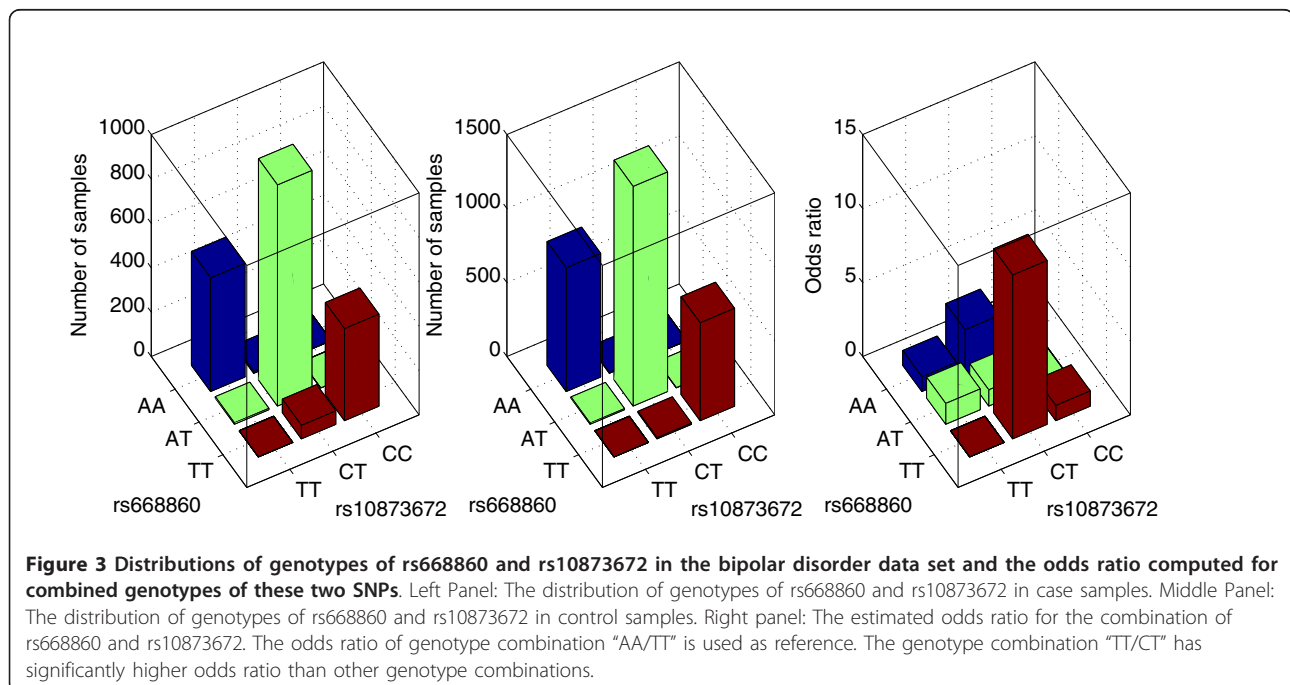 1000
800
600
400
200
0
Number of samples
AA
AT
TT
rs668860
TT
CT
CC
rs10873672
1500
1000
500
0
Number of samples
AA
AT
TT
rs668860
TT
CT
CC
rs10873672
15
10
5
0
Odds ratio
AA
AT
TT
rs668860
TT
CT
CC
rs10873672
Figure 3 Distributions of genotypes of rs668860 and rs10873672 in the bipolar disorder data set and the odds ratio computed for
combined genotypes of these two SNPs. Left Panel: The distribution of genotypes of rs668860 and rs10873672 in case samples. Middle Panel:
The distribution of genotypes of rs668860 and rs10873672 in control samples. Right panel: The estimated odds ratio for the combination of
rs668860 and rs10873672. The odds ratio of genotype combination “AA/TT” is used as reference. The genotype combination “TT/CT” has
significantly higher odds ratio than other genotype combinations.